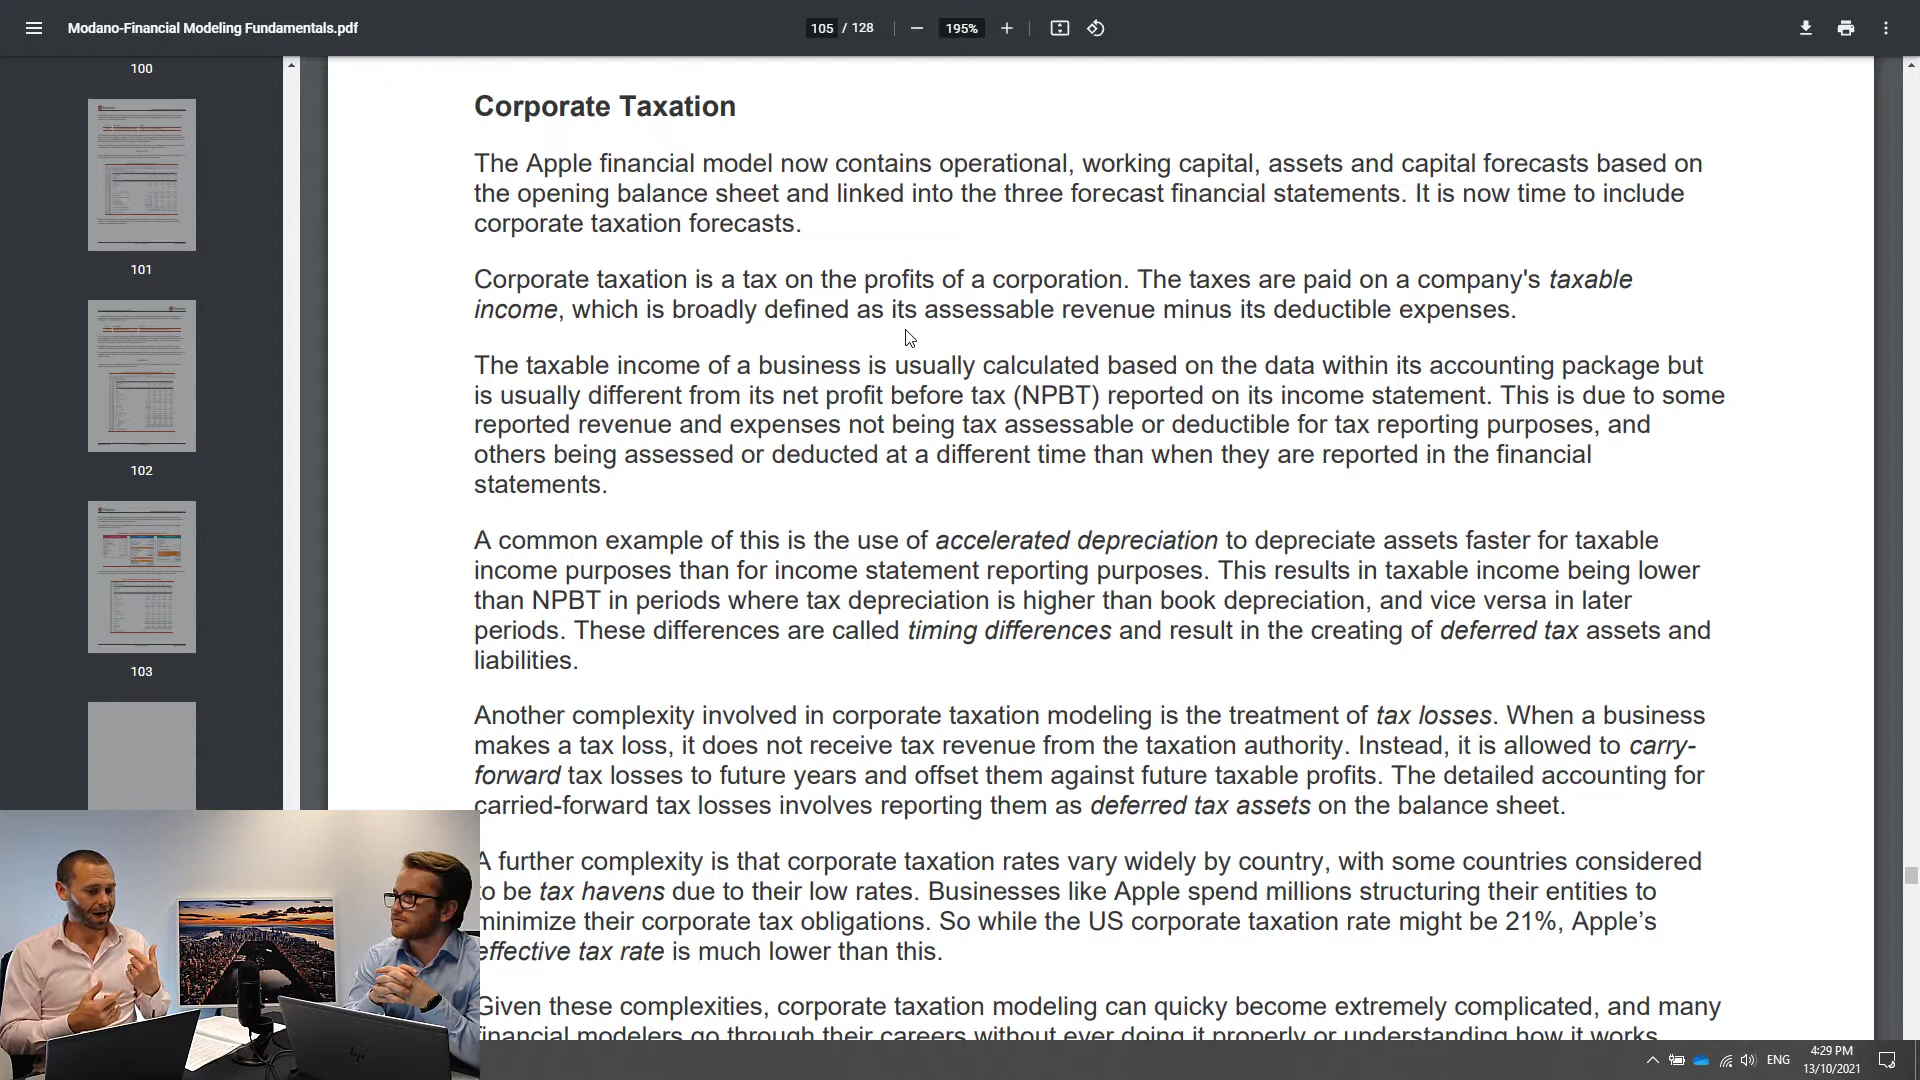 Modano-Financial Modeling Fundamentals.pdf
105 / 128
195%
100
101
102
103
Corporate Taxation
The Apple financial model now contains operational, working capital, assets and capital forecasts based on
the opening balance sheet and linked into the three forecast financial statements. It is now time to include
corporate taxation forecasts.
Corporate taxation is a tax on the profits of a corporation. The taxes are paid on a company's taxable
income, which is broadly defined as its assessable revenue minus its deductible expenses.
The taxable income of a business is usually calculated based on the data within its accounting package but
is usually different from its net profit before tax (NPBT) reported on its income statement. This is due to some
reported revenue and expenses not being tax assessable or deductible for tax reporting purposes, and
others being assessed or deducted at a different time than when they are reported in the financial
statements.
A common example of this is the use of accelerated depreciation to depreciate assets faster for taxable
income purposes than for income statement reporting purposes. This results in taxable income being lower
than NPBT in periods where tax depreciation is higher than book depreciation, and vice versa in later
periods. These differences are called timing differences and result in the creating of deferred tax assets and
liabilities.
Another complexity involved in corporate taxation modeling is the treatment of tax losses. When a business
makes a tax loss, it does not receive tax revenue from the taxation authority. Instead, it is allowed to carry-
forward tax losses to future years and offset them against future taxable profits. The detailed accounting for
carried-forward tax losses involves reporting them as deferred tax assets on the balance sheet.
A further complexity is that corporate taxation rates vary widely by country, with some countries considered
to be tax havens due to their low rates. Businesses like Apple spend millions structuring their entities to
minimize their corporate tax obligations. So while the US corporate taxation rate might be 21%, Apple’s
effective tax rate is much lower than this.
Given these complexities, corporate taxation modeling can quicky become extremely complicated, and many
financial modelers go through their careers without ever doing it properly or understanding how it works.
ENG
4:29 PM
13/10/2021